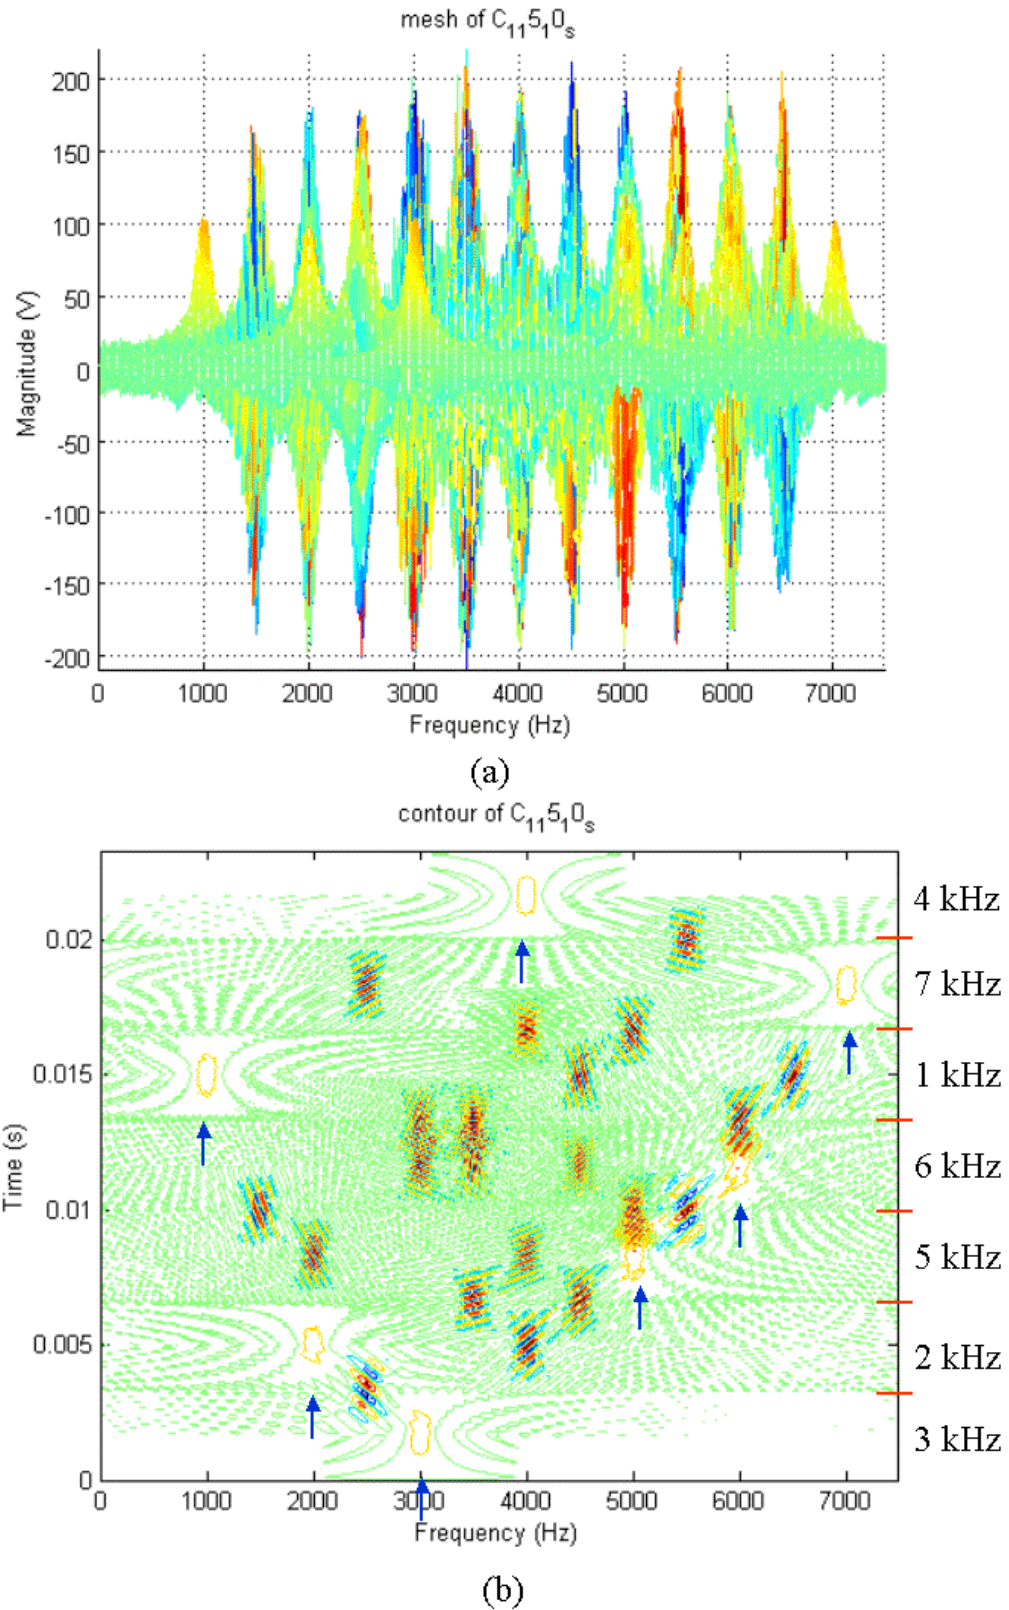 mesh of C₁₁5₁0ₛ
200
150
100
50
0
-50
-100
-150
-200
Magnitude (V)
0 1000 2000 3000 4000 5000 6000 7000
Frequency (Hz)
(a)
contour of C₁₁5₁0ₛ
0.02
0.015
0.01
0.005
0
Time (s)
4 kHz
7 kHz
1 kHz
6 kHz
5 kHz
2 kHz
3 kHz
0 1000 2000 3000 4000 5000 6000 7000
Frequency (Hz)
(b)